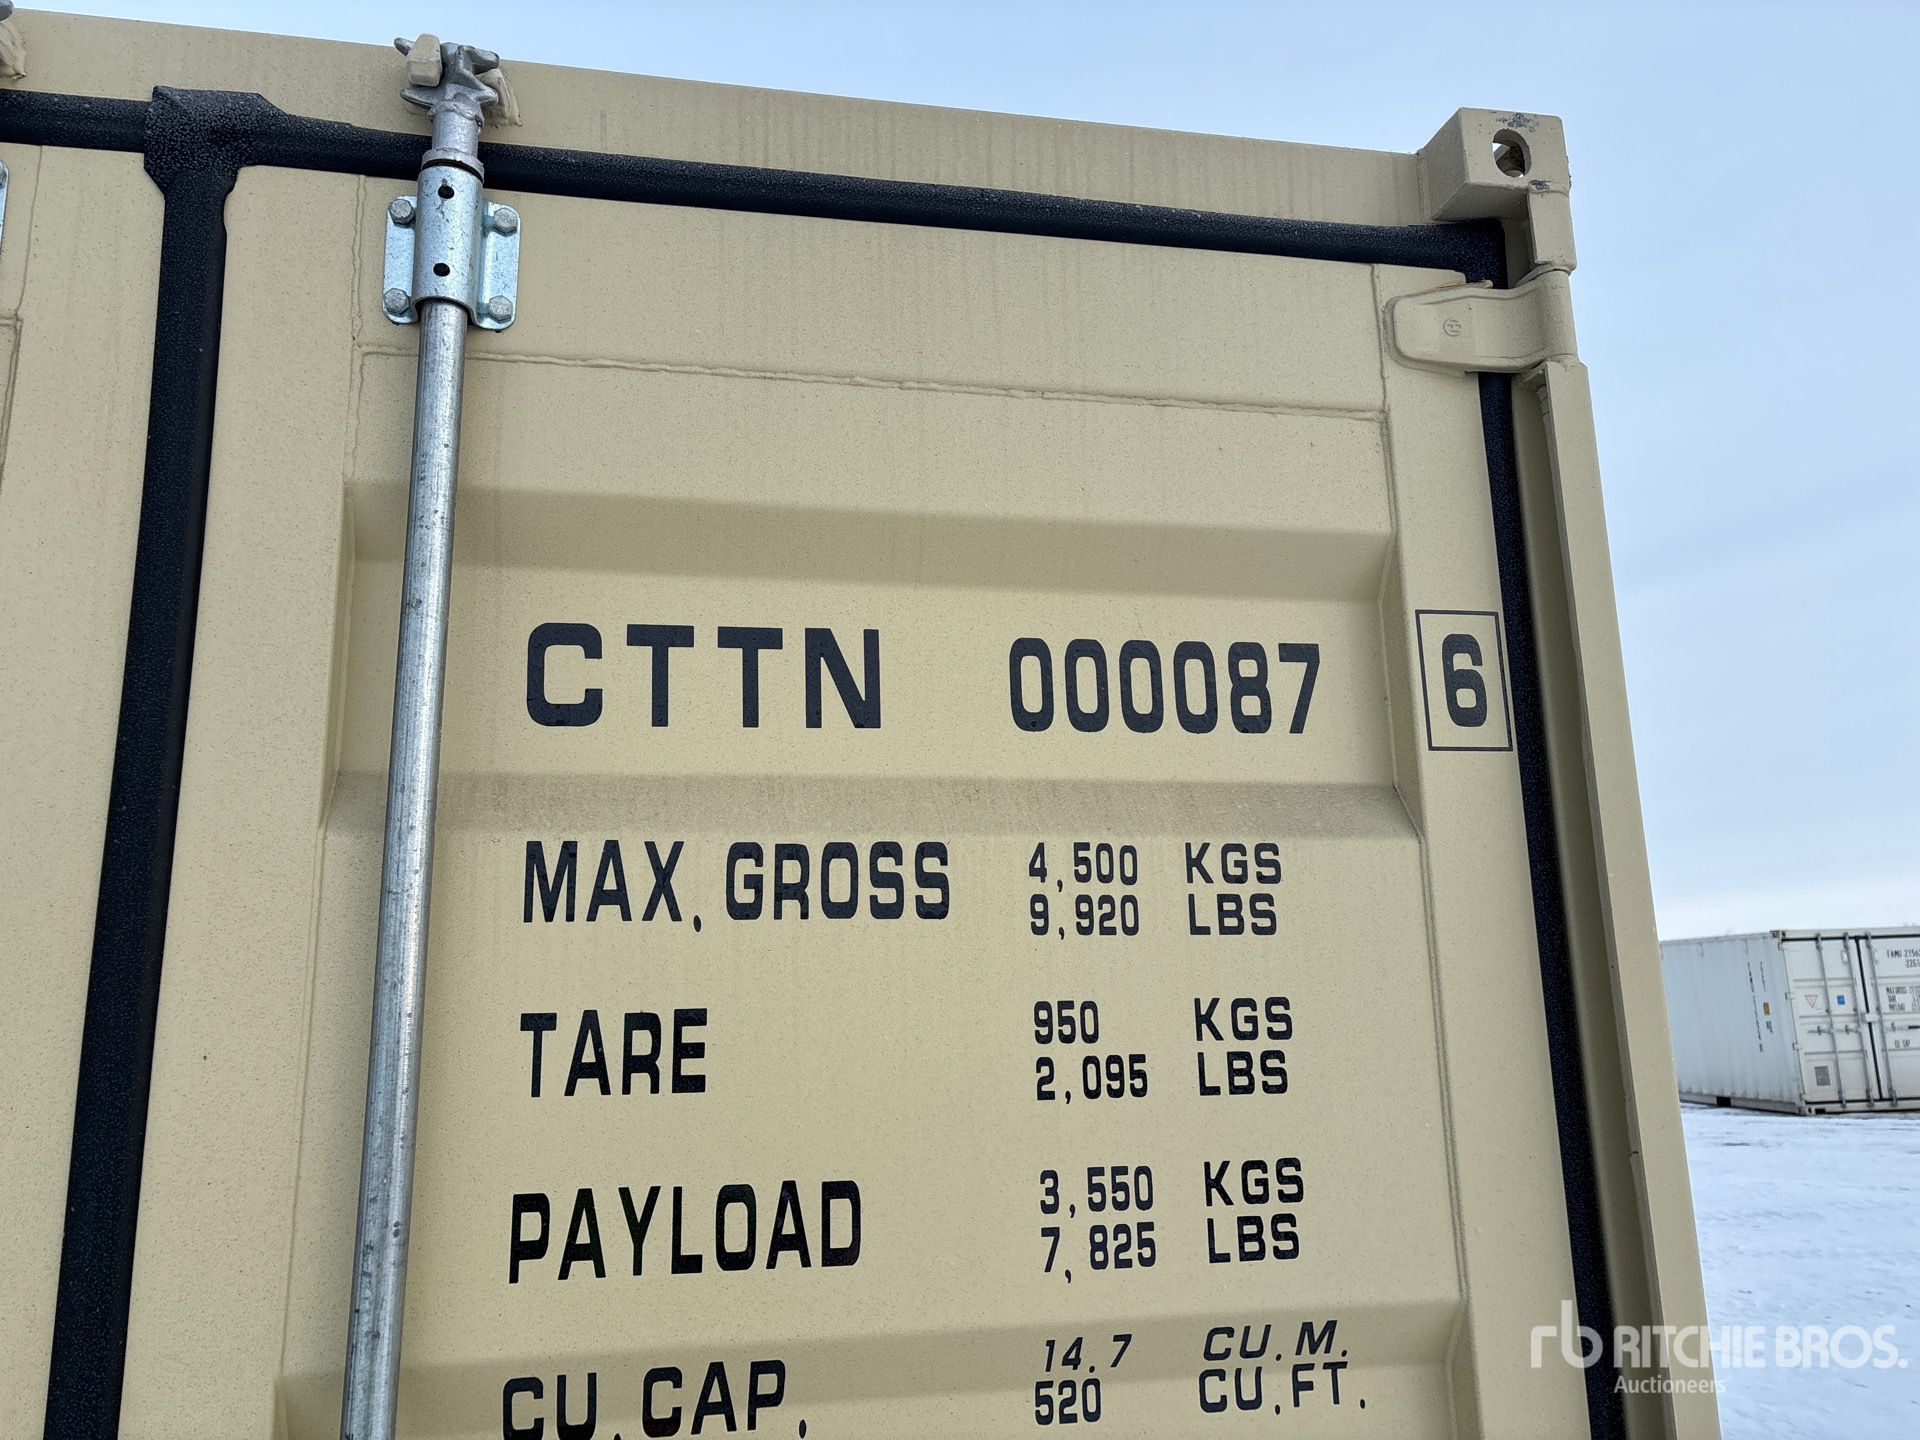 CTTN 000087 6
MAX.GROSS 4,500 KGS
9,920 LBS
TARE 950 KGS
2,095 LBS
PAYLOAD 3,550 KGS
7,825 LBS
CU.CAP. 14.7 CU.M.
520 CU.FT.
rb RITCHIE BROS.
Auctioneers